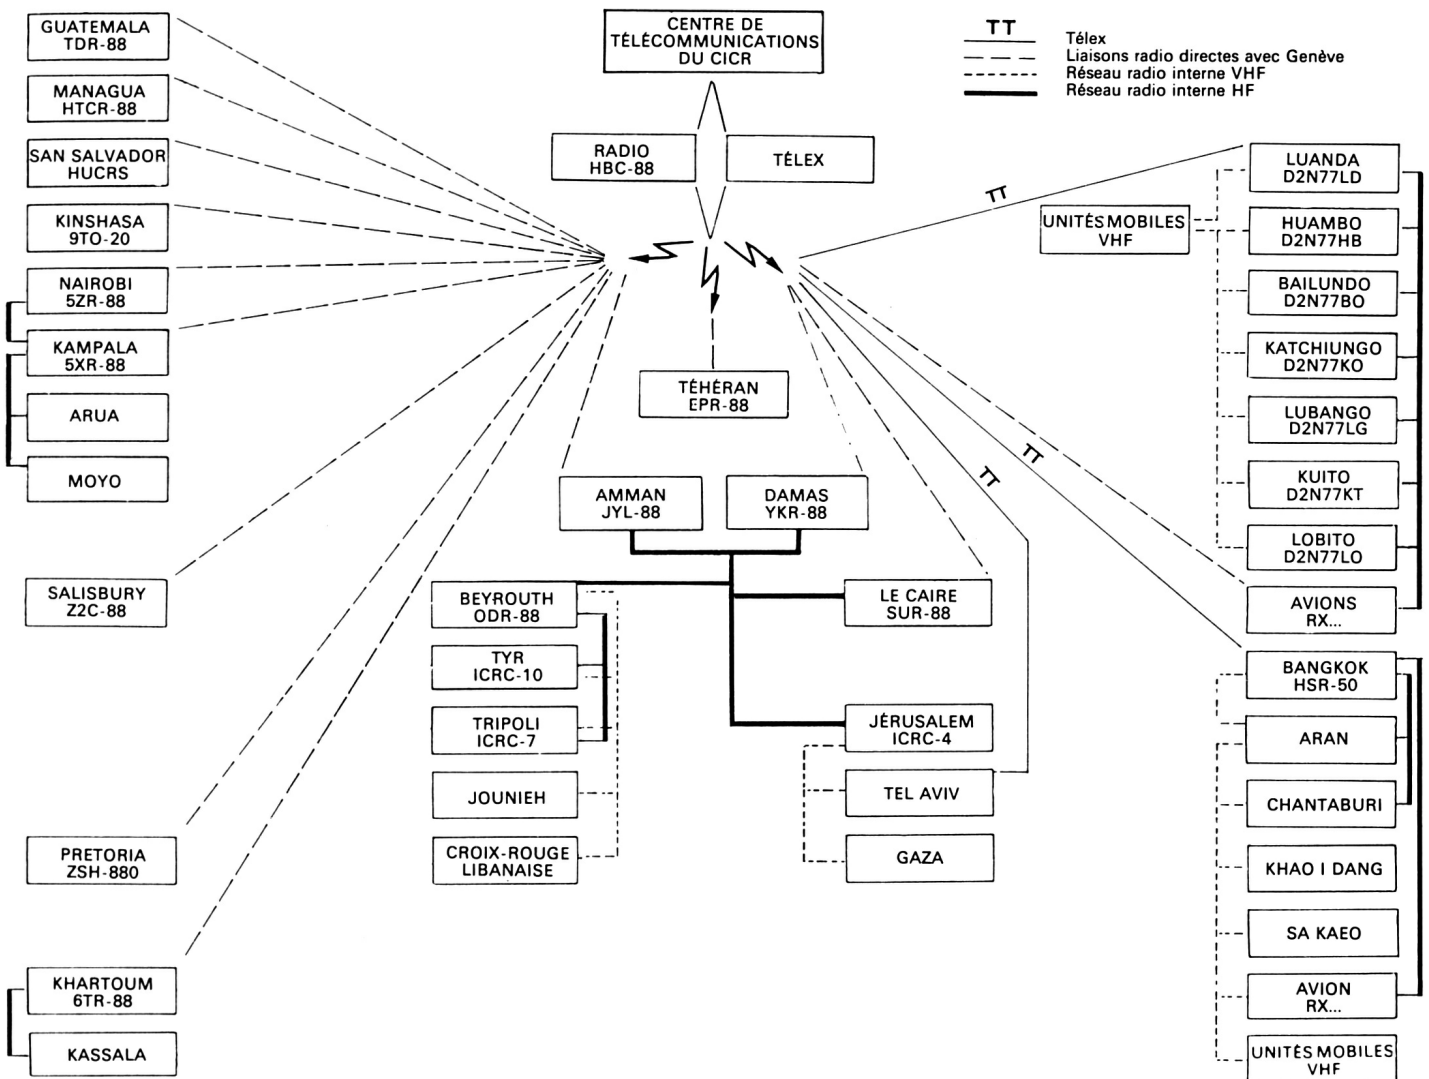 CENTRE DE
TÉLÉCOMMUNICATIONS
DU CICR
RADIO
HBC-88
TÉLEX
TT
Télex
Liaisons radio directes avec Genève
Réseau radio interne VHF
Réseau radio interne HF
GUATEMALA
TDR-88
MANAGUA
HTCR-88
SAN SALVADOR
HUCRS
KINSHASA
9TO-20
NAIROBI
5ZR-88
KAMPALA
5XR-88
ARUA
MOYO
SALISBURY
Z2C-88
PRETORIA
ZSH-880
KHARTOUM
6TR-88
KASSALA
TÉHÉRAN
EPR-88
AMMAN
JYL-88
DAMAS
YKR-88
BEYROUTH
ODR-88
TYR
ICRC-10
TRIPOLI
ICRC-7
JOUNIEH
CROIX-ROUGE
LIBANAISE
LE CAIRE
SUR-88
JÉRUSALEM
ICRC-4
TEL AVIV
GAZA
TT
TT
TT
UNITÉS MOBILES
VHF
LUANDA
D2N77LD
HUAMBO
D2N77HB
BAILUNDO
D2N77BO
KATCHIUNGO
D2N77KO
LUBANGO
D2N77LG
KUITO
D2N77KT
LOBITO
D2N77LO
AVIONS
RX...
BANGKOK
HSR-50
ARAN
CHANTABURI
KHAO I DANG
SA KAEO
AVION
RX...
UNITÉS MOBILES
VHF